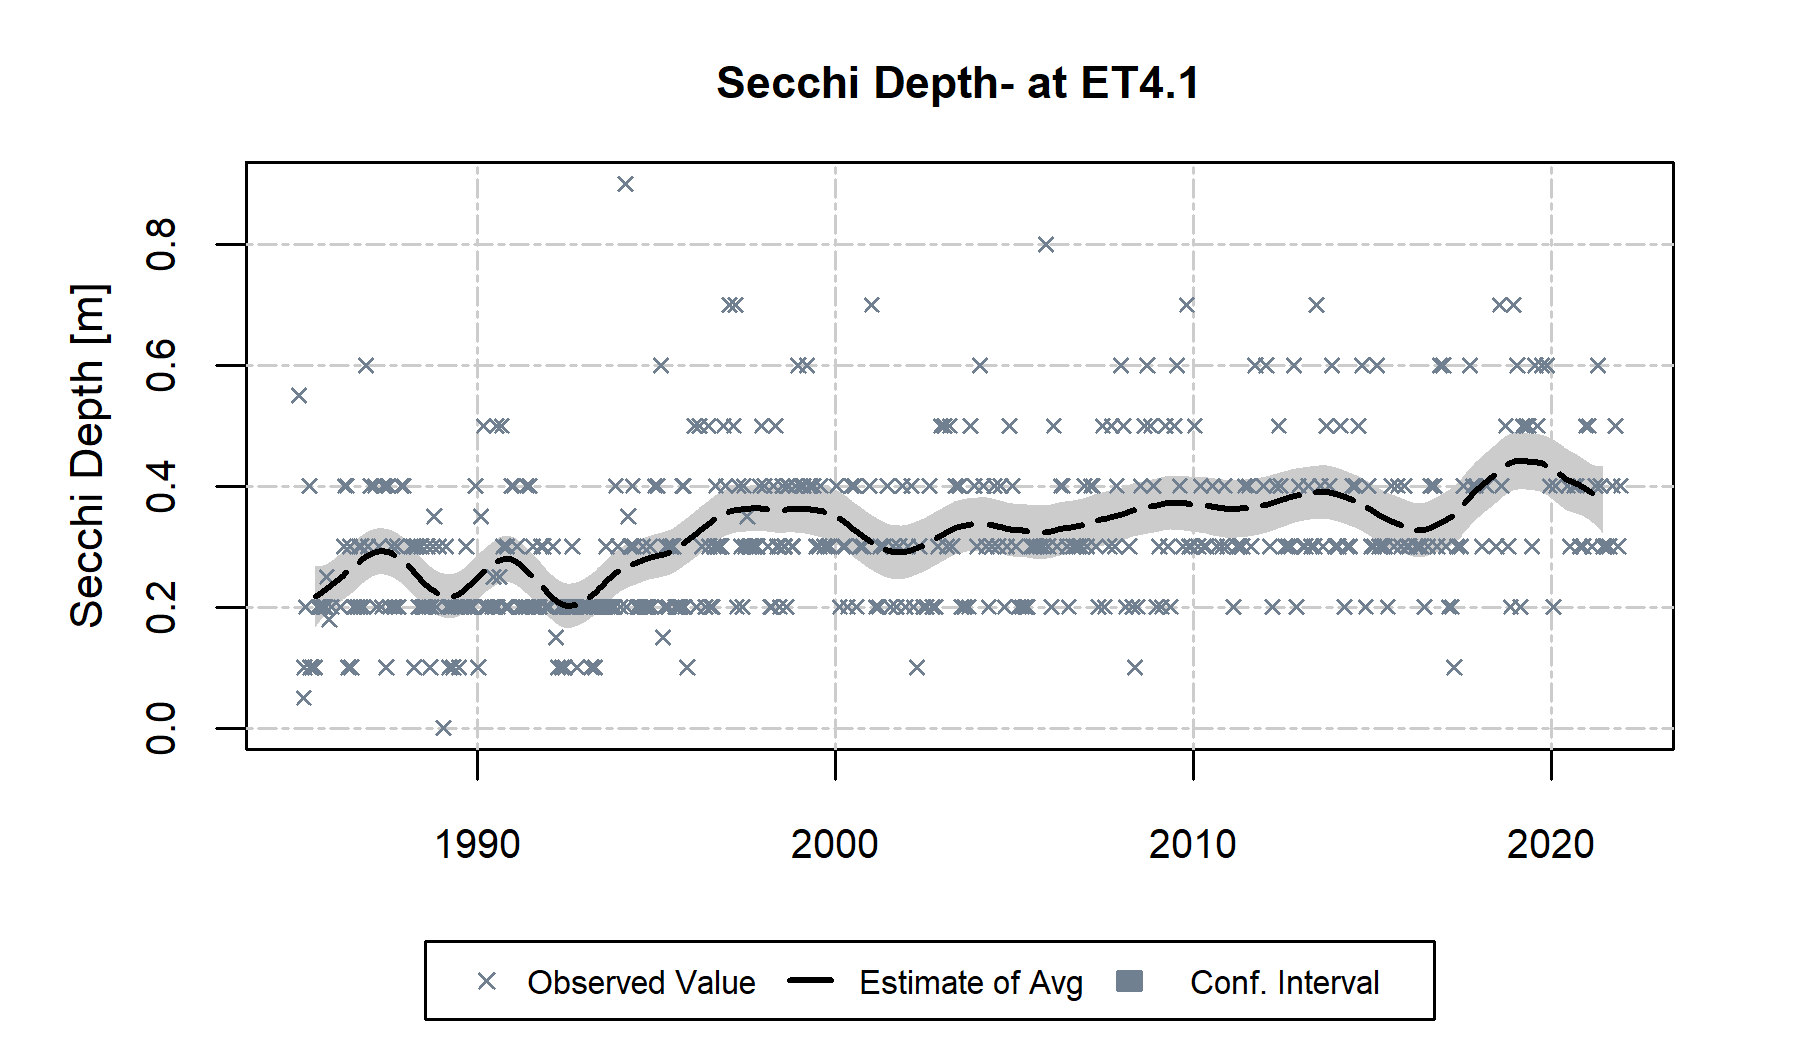 Secchi Depth- at ET4.1
Secchi Depth [m]
0.8
0.6
0.4
0.2
0.0
1990 2000 2010 2020
Observed Value Estimate of Avg Conf. Interval